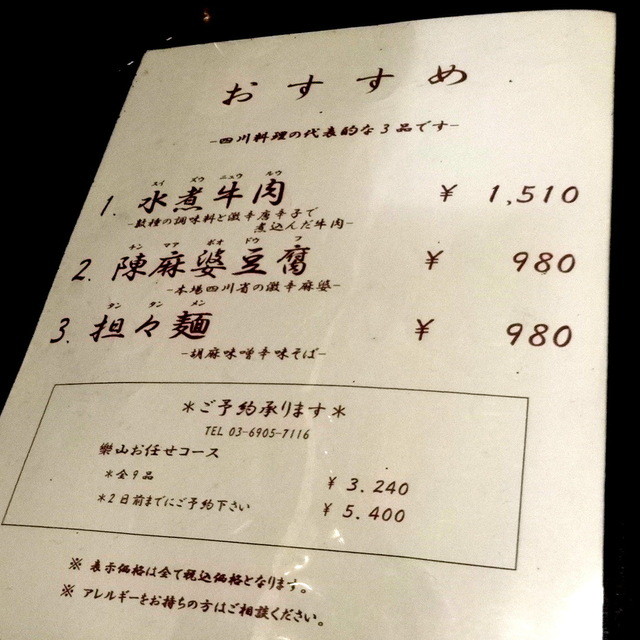 おすすめ
-四川料理の代表的な3品です-
スイ ズウ ニュウ ルウ
1. 水煮牛肉 ¥ 1,510
-数種の調味料と激辛唐辛子で
煮込んだ牛肉-
チン マア ボオ ドウ フ
2. 陳麻婆豆腐 ¥ 980
-本場四川省の激辛麻婆-
タン タン メン
3. 担々麺 ¥ 980
-胡麻味噌辛味そば-
*ご予約承ります*
TEL 03-6905-7116
樂山お任せコース
*全9品 ¥ 3.240
*2日前までにご予約下さい ¥ 5.400
※ 表示価格は全て税込価格となります。
※ アレルギーをお持ちの方はご相談ください。